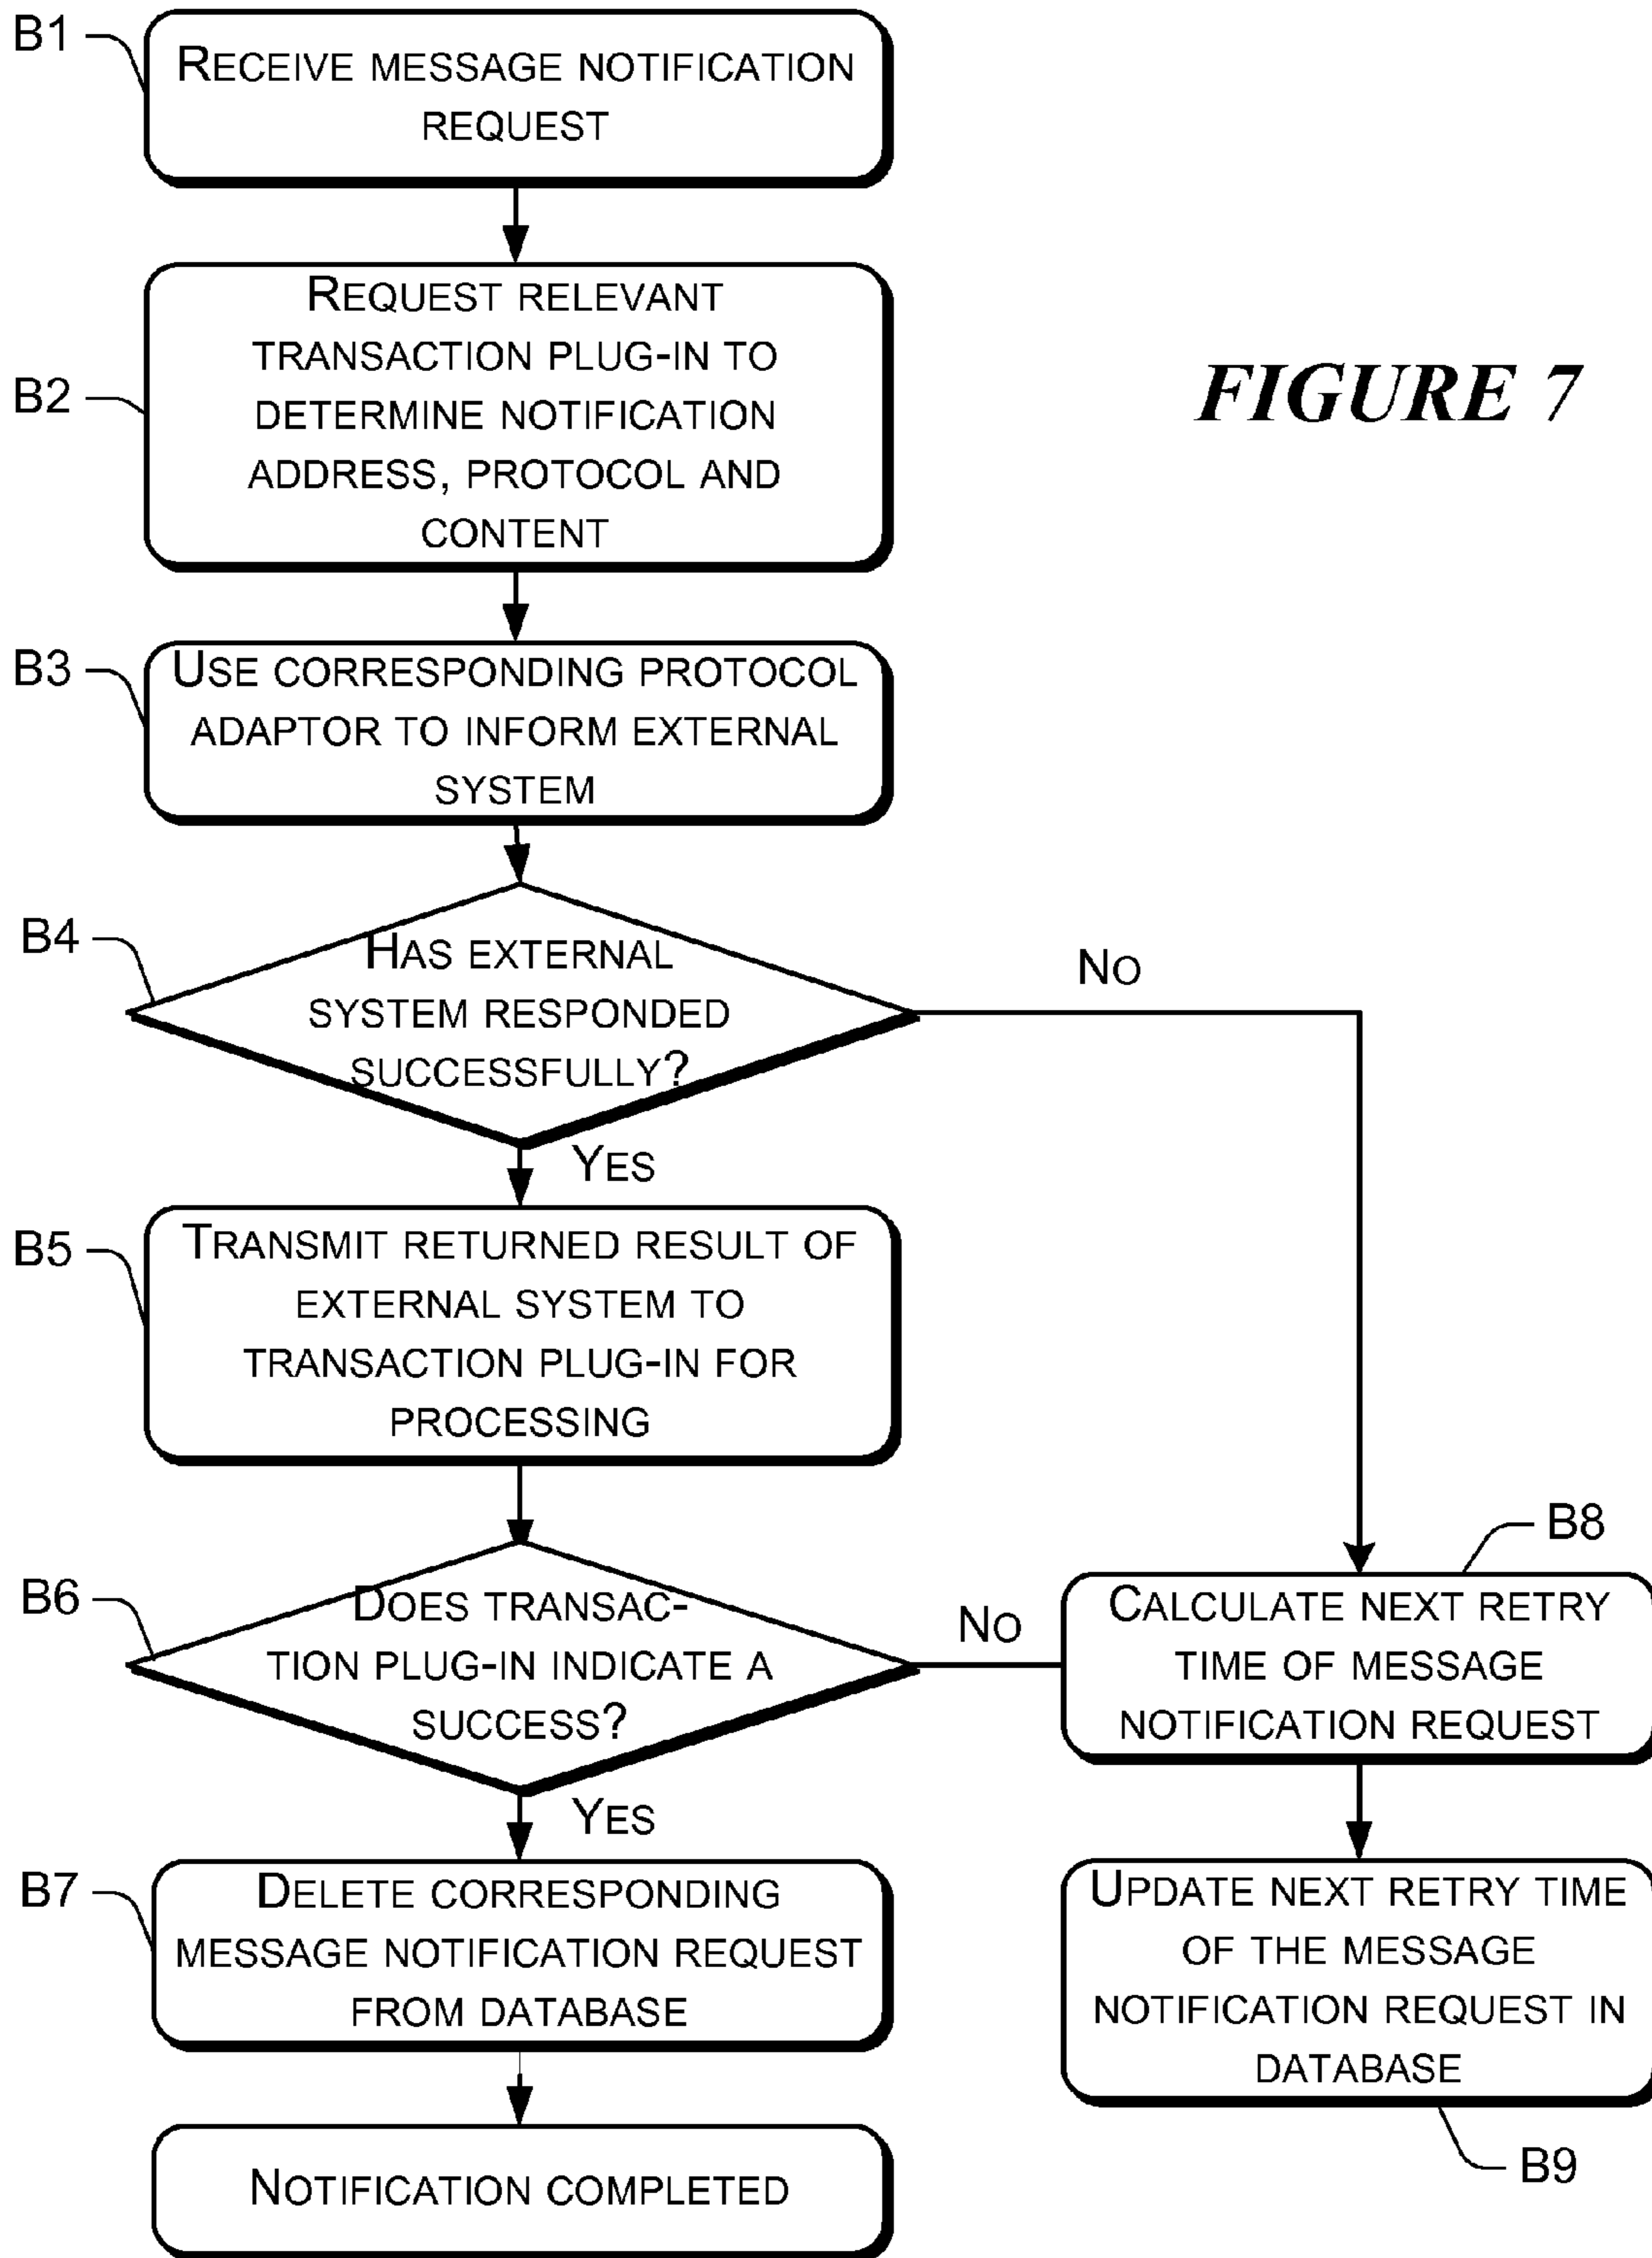 B1
RECEIVE MESSAGE NOTIFICATION
REQUEST
B2
REQUEST RELEVANT
TRANSACTION PLUG-IN TO
DETERMINE NOTIFICATION
ADDRESS, PROTOCOL AND
CONTENT
FIGURE 7
B3
USE CORRESPONDING PROTOCOL
ADAPTOR TO INFORM EXTERNAL
SYSTEM
B4
HAS EXTERNAL
SYSTEM RESPONDED
SUCCESSFULLY?
NO
YES
B5
TRANSMIT RETURNED RESULT OF
EXTERNAL SYSTEM TO
TRANSACTION PLUG-IN FOR
PROCESSING
B6
DOES TRANSAC-
TION PLUG-IN INDICATE A
SUCCESS?
NO
YES
B8
CALCULATE NEXT RETRY
TIME OF MESSAGE
NOTIFICATION REQUEST
B7
DELETE CORRESPONDING
MESSAGE NOTIFICATION REQUEST
FROM DATABASE
UPDATE NEXT RETRY TIME
OF THE MESSAGE
NOTIFICATION REQUEST IN
DATABASE
B9
NOTIFICATION COMPLETED